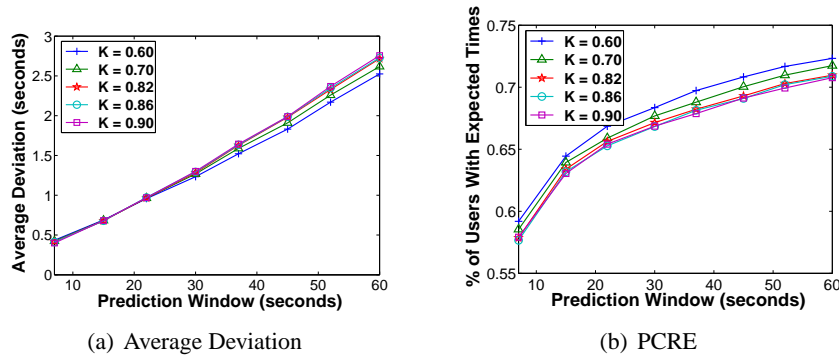 3
2.5
2
1.5
1
0.5
0
Average Deviation (seconds)
K = 0.60
K = 0.70
K = 0.82
K = 0.86
K = 0.90
10 20 30 40 50 60
Prediction Window (seconds)
(a) Average Deviation
0.75
0.7
0.65
0.6
0.55
% of Users With Expected Times
K = 0.60
K = 0.70
K = 0.82
K = 0.86
K = 0.90
10 20 30 40 50 60
Prediction Window (seconds)
(b) PCRE